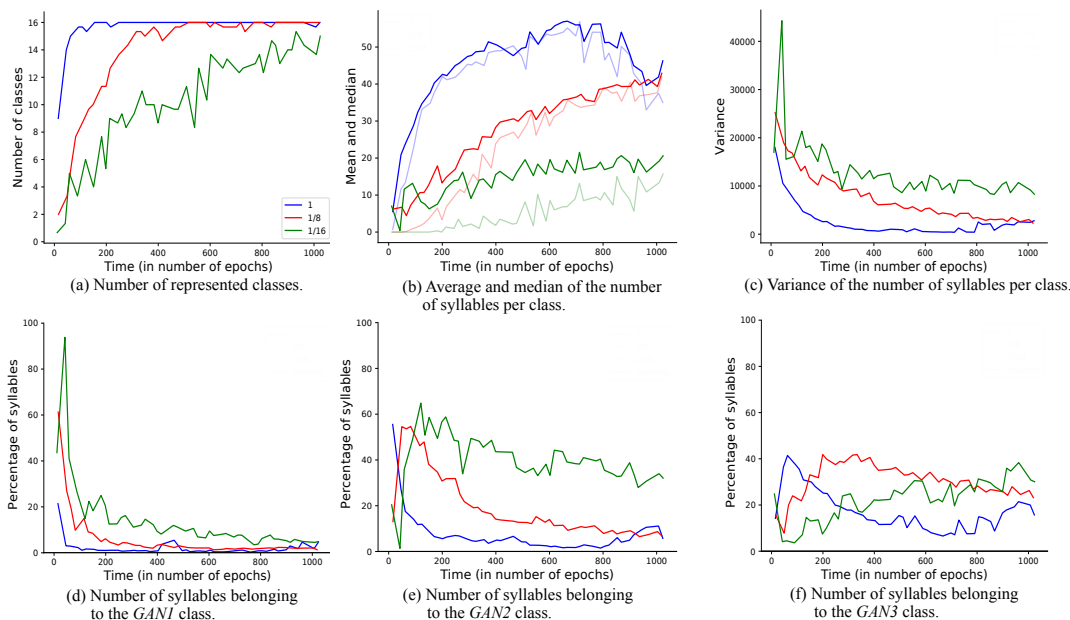 16
14
12
10
8
6
4
2
0
Number of classes
1
1/8
1/16
0 200 400 600 800 1000
Time (in number of epochs)
(a) Number of represented classes.
50
40
30
20
10
0
Mean and median
0 200 400 600 800 1000
Time (in number of epochs)
(b) Average and median of the number
of syllables per class.
40000
30000
20000
10000
0
Variance
0 200 400 600 800 1000
Time (in number of epochs)
(c) Variance of the number of syllables per class.
100
80
60
40
20
0
Percentage of syllables
0 200 400 600 800 1000
Time (in number of epochs)
(d) Number of syllables belonging
to the GAN1 class.
100
80
60
40
20
0
Percentage of syllables
0 200 400 600 800 1000
Time (in number of epochs)
(e) Number of syllables belonging
to the GAN2 class.
100
80
60
40
20
0
Percentage of syllables
0 200 400 600 800 1000
Time (in number of epochs)
(f) Number of syllables belonging
to the GAN3 class.